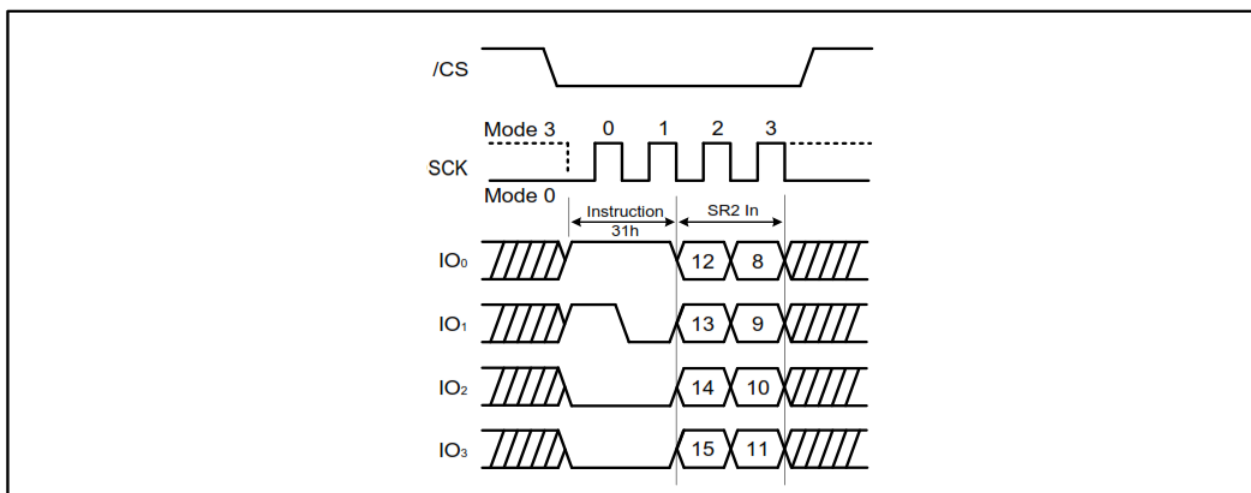 /CS
Mode 3 0 1 2 3
SCK
Mode 0
Instruction SR2 In
31h
IO₀ 12 8
IO₁ 13 9
IO₂ 14 10
IO₃ 15 11